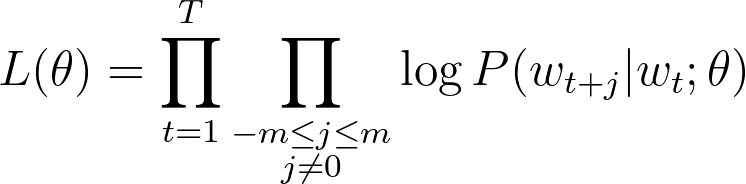 L(θ) = ∏_{t=1}^{T} ∏_{-m≤j≤m, j≠0} log P(w_{t+j}|w_t; θ)